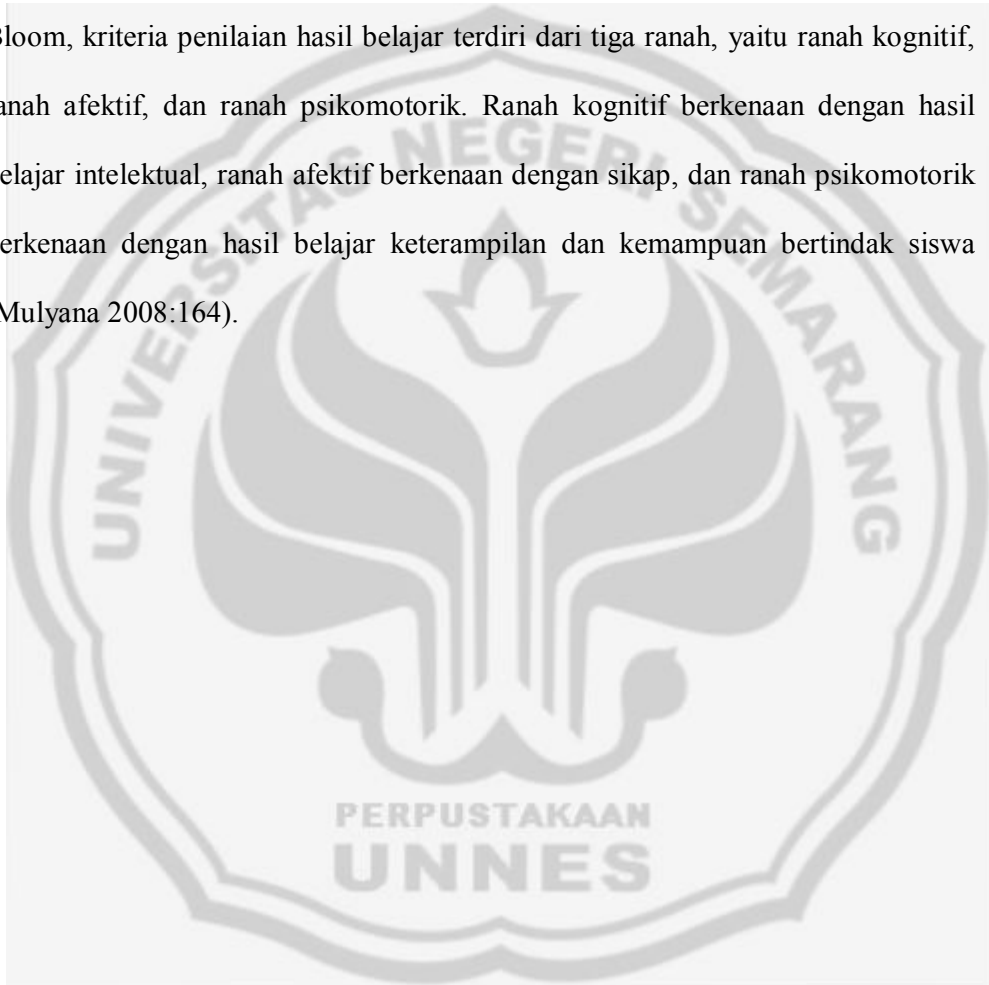 Bloom, kriteria penilaian hasil belajar terdiri dari tiga ranah, yaitu ranah kognitif,
anah afektif, dan ranah psikomotorik. Ranah kognitif berkenaan dengan hasil
elajar intelektual, ranah afektif berkenaan dengan sikap, dan ranah psikomotorik
erkenaan dengan hasil belajar keterampilan dan kemampuan bertindak siswa
Mulyana 2008:164).
UNIVERSITAS NEGERI SEMARANG
PERPUSTAKAAN
UNNES